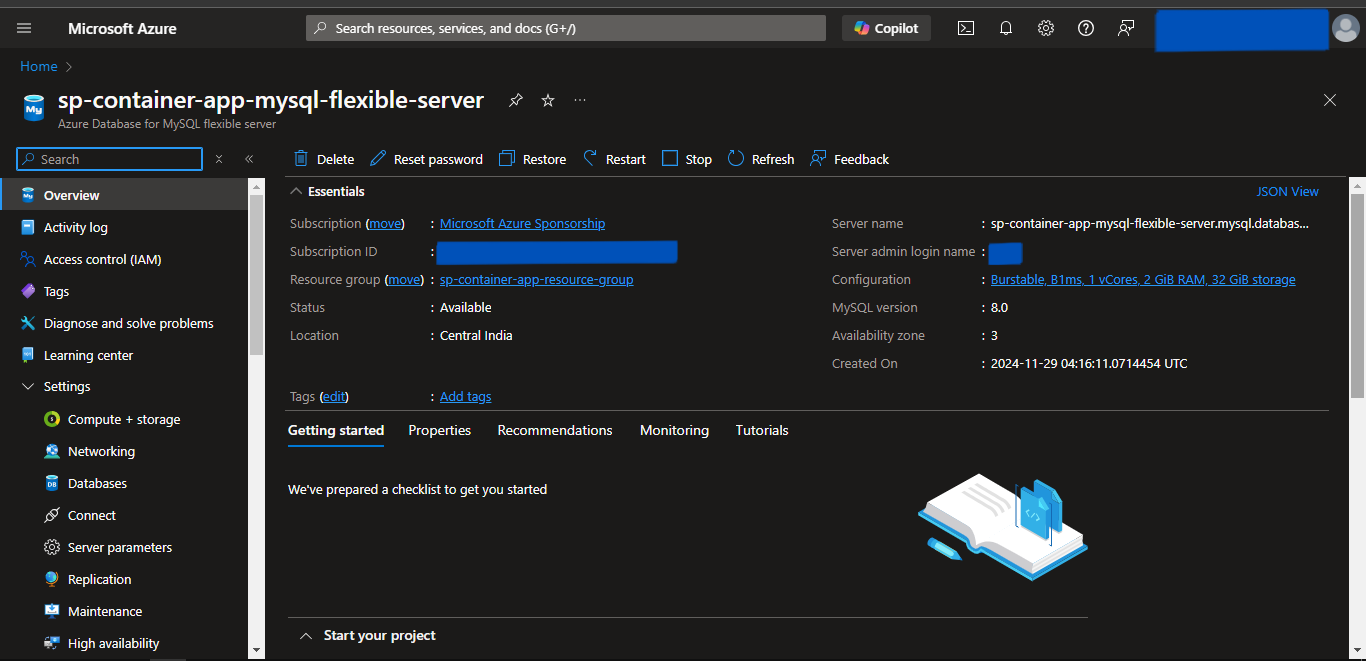 Microsoft Azure
Search resources, services, and docs (G+/)
Copilot
Home
sp-container-app-mysql-flexible-server
Azure Database for MySQL flexible server
Search
Delete
Reset password
Restore
Restart
Stop
Refresh
Feedback
Overview
Activity log
Access control (IAM)
Tags
Diagnose and solve problems
Learning center
Settings
Compute + storage
Networking
Databases
Connect
Server parameters
Replication
Maintenance
High availability
Essentials
JSON View
Subscription (move) : Microsoft Azure Sponsorship
Subscription ID :
Resource group (move) : sp-container-app-resource-group
Status : Available
Location : Central India
Server name : sp-container-app-mysql-flexible-server.mysql.databas...
Server admin login name :
Configuration : Burstable, B1ms, 1 vCores, 2 GiB RAM, 32 GiB storage
MySQL version : 8.0
Availability zone : 3
Created On : 2024-11-29 04:16:11.0714454 UTC
Tags (edit) : Add tags
Getting started
Properties
Recommendations
Monitoring
Tutorials
We've prepared a checklist to get you started
Start your project